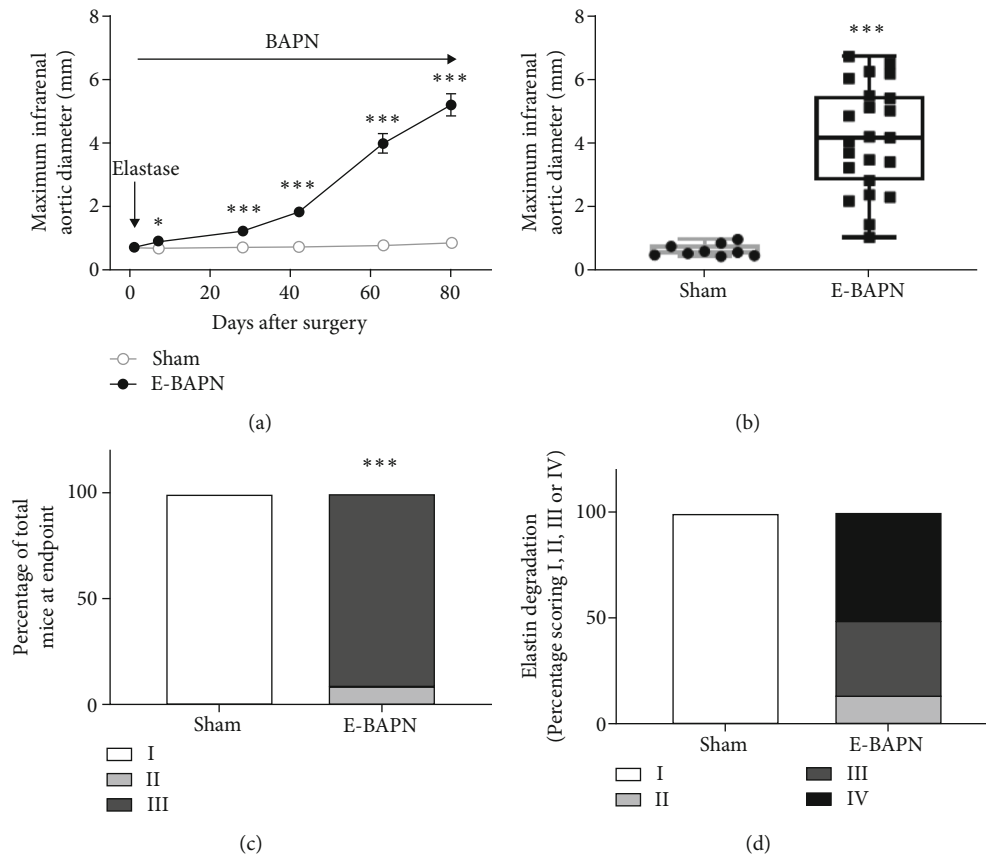 8
6
4
2
0
Maximum infrarenal
aortic diameter (mm)
BAPN
Elastase
*
***
***
***
***
0
20
40
60
80
Days after surgery
Sham
E-BAPN
(a)
8
6
4
2
0
Maximum infrarenal
aortic diameter (mm)
***
Sham
E-BAPN
(b)
100
50
0
Percentage of total
mice at endpoint
***
Sham
E-BAPN
I
II
III
(c)
100
50
0
Elastin degradation
(Percentage scoring I, II, III or IV)
Sham
E-BAPN
I
II
III
IV
(d)